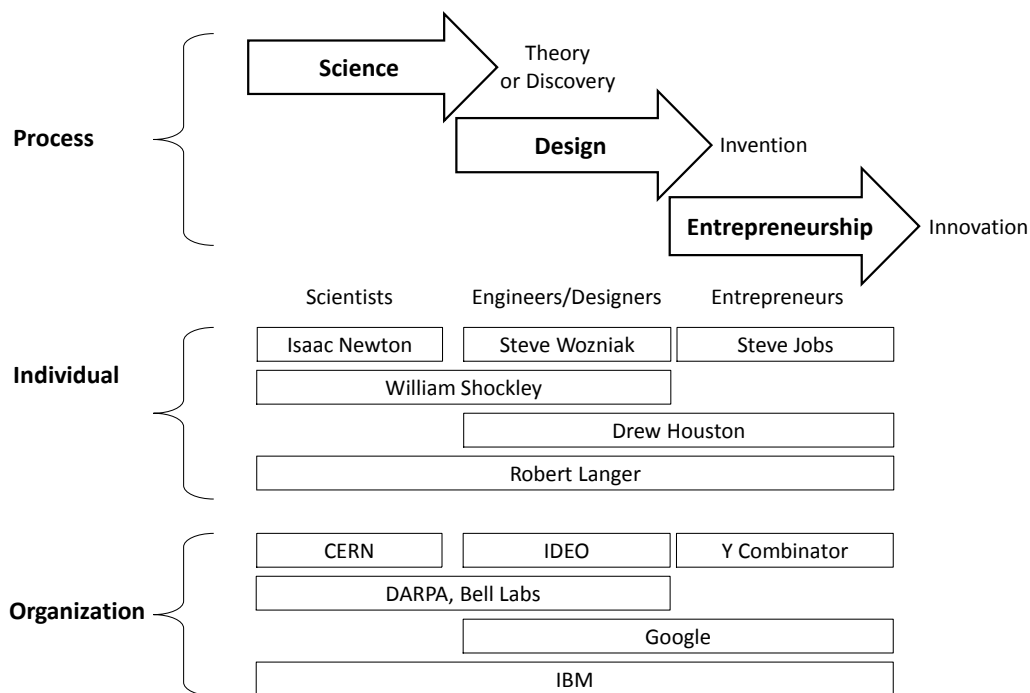 Science
Theory
or Discovery
Process
Design
Invention
Entrepreneurship
Innovation
Scientists
Engineers/Designers
Entrepreneurs
Individual
Isaac Newton
Steve Wozniak
Steve Jobs
William Shockley
Drew Houston
Robert Langer
Organization
CERN
IDEO
Y Combinator
DARPA, Bell Labs
Google
IBM